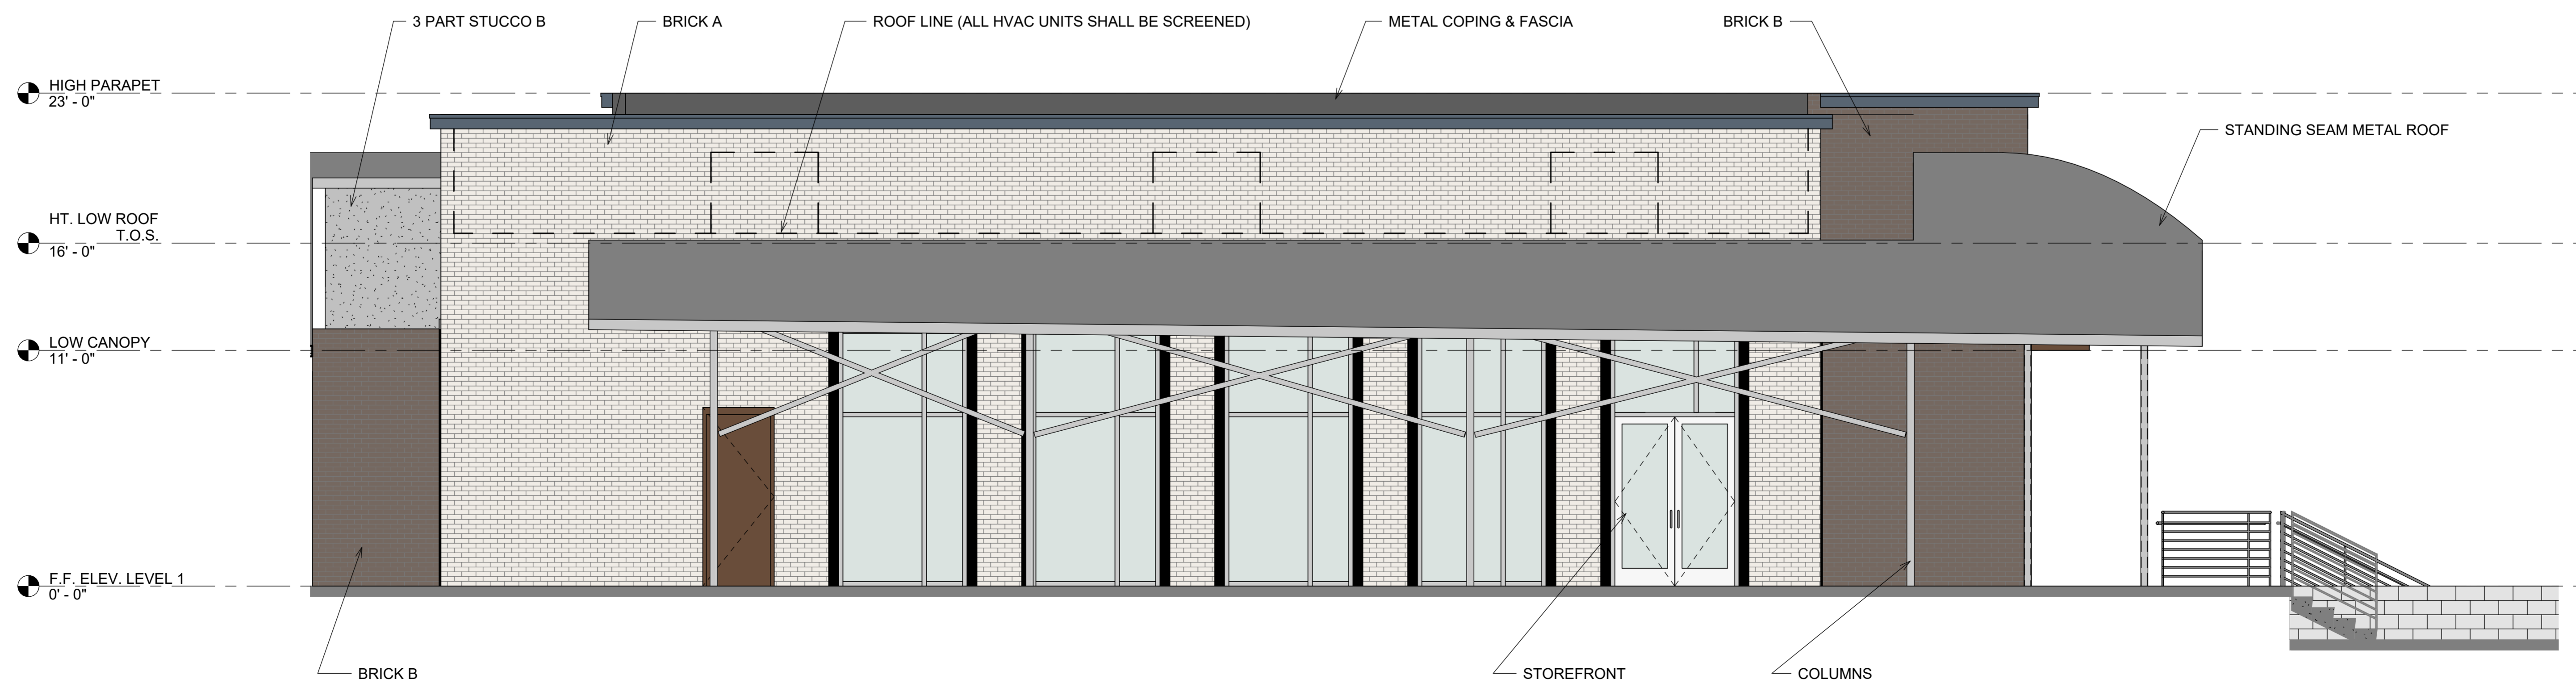 3 PART STUCCO B
BRICK A
ROOF LINE (ALL HVAC UNITS SHALL BE SCREENED)
METAL COPING & FASCIA
BRICK B
HIGH PARAPET
23' - 0"
STANDING SEAM METAL ROOF
HT. LOW ROOF
T.O.S.
16' - 0"
LOW CANOPY
11' - 0"
F.F. ELEV. LEVEL 1
0' - 0"
BRICK B
STOREFRONT
COLUMNS